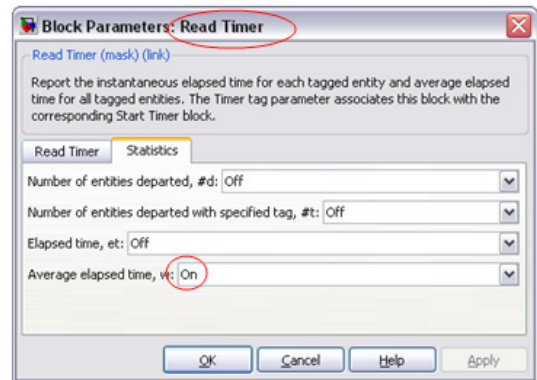 Block Parameters: Read Timer
Read Timer (mask) (link)
Report the instantaneous elapsed time for each tagged entity and average elapsed
time for all tagged entities. The Timer tag parameter associates this block with the
corresponding Start Timer block.
Read Timer Statistics
Number of entities departed, #d: Off
Number of entities departed with specified tag, #t: Off
Elapsed time, et: Off
Average elapsed time, w: On
OK Cancel Help Apply